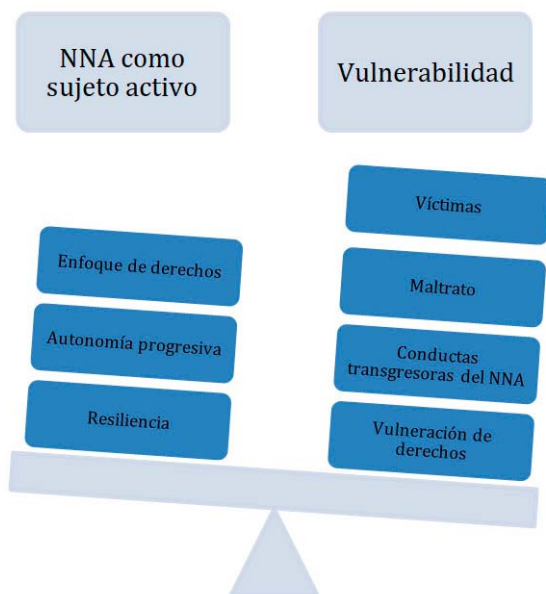 NNA como
sujeto activo
Vulnerabilidad
Enfoque de derechos
Autonomía progresiva
Resiliencia
Víctimas
Maltrato
Conductas
transgresoras del NNA
Vulneración de
derechos